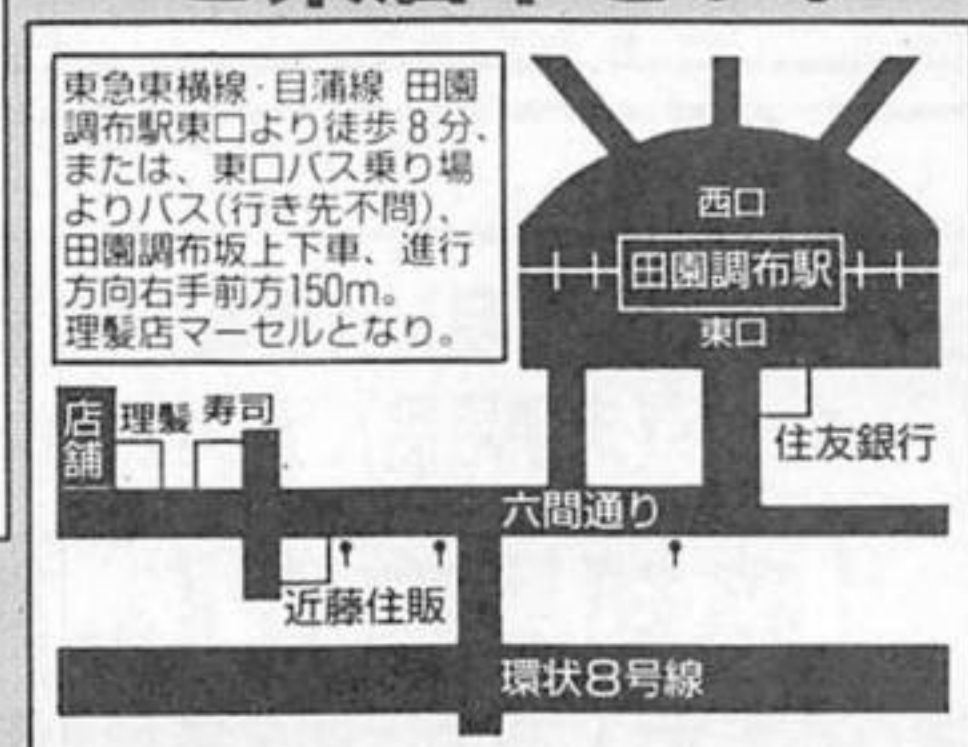 東急東横線·目蒲線 田園
調布駅東口より徒歩8分、
または、東口バス乗り場
よりバス(行き先不問)、
田園調布坂上下車、進行
方向右手前方150m。
理髪店マーセルとなり。
西口
田園調布駅
東口
店舗
理髪
寿司
住友銀行
六間通り
近藤住販
環状8号線